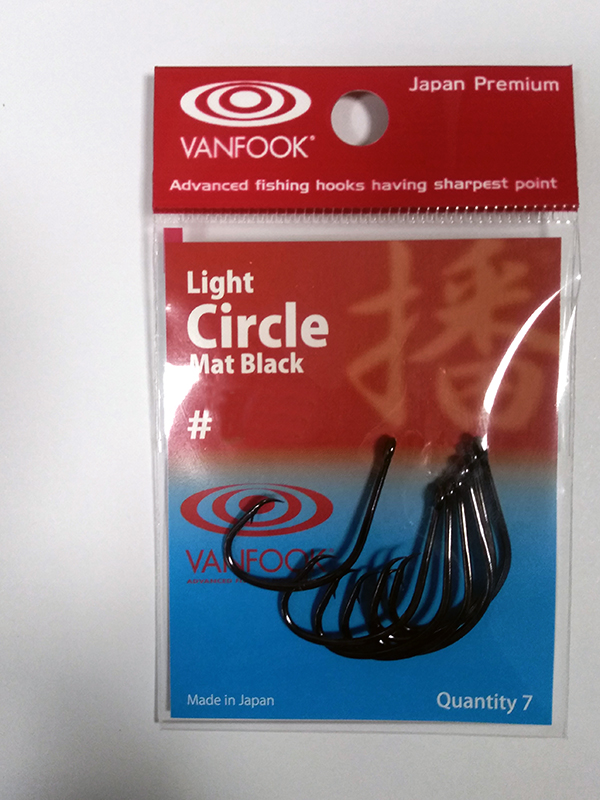 Japan Premium
VANFOOK®
Advanced fishing hooks having sharpest point
Light
Circle
Mat Black
#
播
VANFOOK
ADVANCED
Made in Japan
Quantity 7